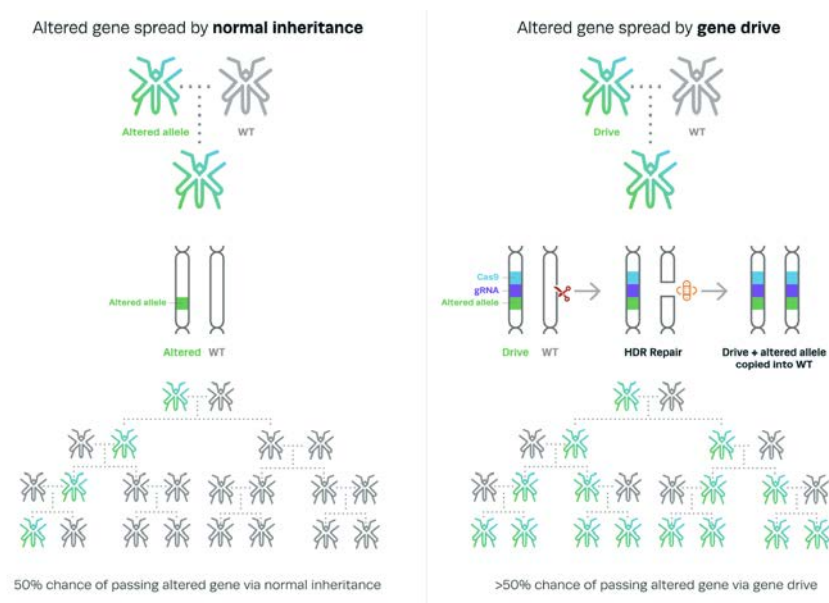 Altered gene spread by normal inheritance
Altered allele
WT
Altered allele
Altered WT
50% chance of passing altered gene via normal inheritance
Altered gene spread by gene drive
Drive
WT
Cas9
gRNA
Altered allele
Drive WT
HDR Repair
Drive + altered allele
copied into WT
>50% chance of passing altered gene via gene drive